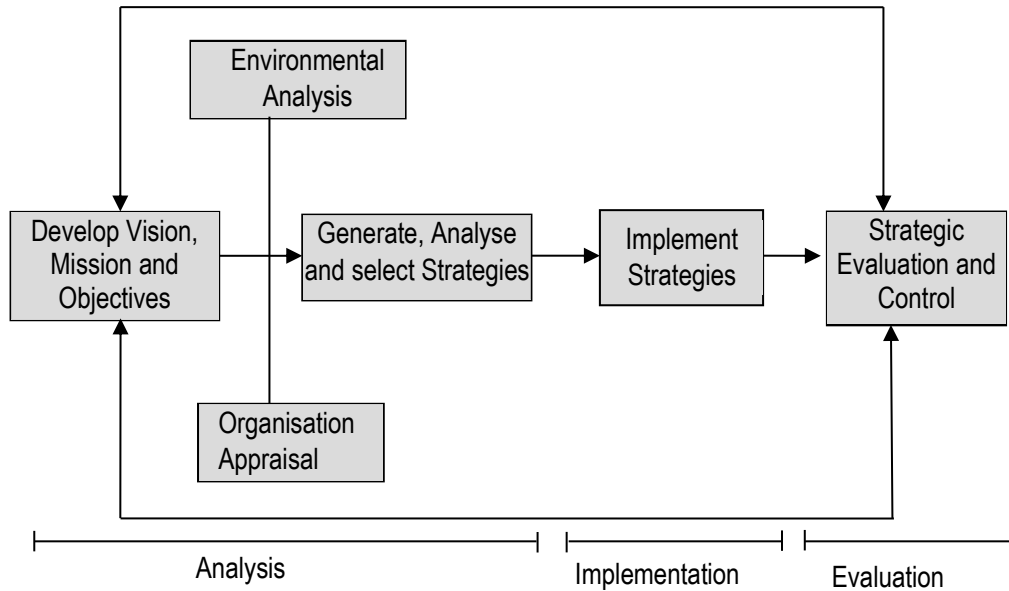 Environmental
Analysis
Develop Vision,
Mission and
Objectives
Generate, Analyse
and select Strategies
Implement
Strategies
Strategic
Evaluation and
Control
Organisation
Appraisal
Analysis
Implementation
Evaluation